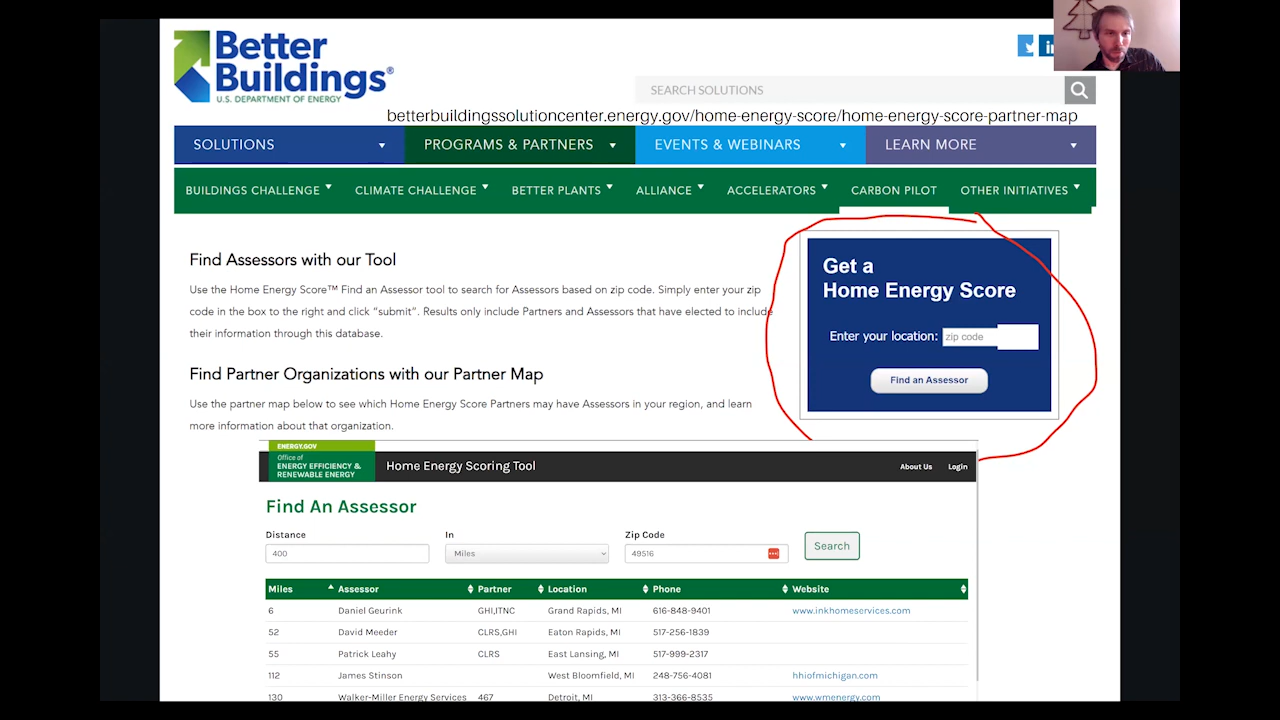 Better
Buildings®
U.S. DEPARTMENT OF ENERGY
in
SEARCH SOLUTIONS
betterbuildingssolutioncenter.energy.gov/home-energy-score/home-energy-score-partner-map
SOLUTIONS PROGRAMS & PARTNERS EVENTS & WEBINARS LEARN MORE
BUILDINGS CHALLENGE CLIMATE CHALLENGE BETTER PLANTS ALLIANCE ACCELERATORS CARBON PILOT OTHER INITIATIVES
Find Assessors with our Tool
Use the Home Energy Score™ Find an Assessor tool to search for Assessors based on zip code. Simply enter your zip
code in the box to the right and click “submit”. Results only include Partners and Assessors that have elected to include
their information through this database.
Find Partner Organizations with our Partner Map
Use the partner map below to see which Home Energy Score Partners may have Assessors in your region, and learn
more information about that organization.
Get a
Home Energy Score
Enter your location: zip code
Find an Assessor
ENERGY.GOV
Office of
ENERGY EFFICIENCY &
RENEWABLE ENERGY
Home Energy Scoring Tool
About Us Login
Find An Assessor
Distance In Zip Code
400 Miles 49516 Search
Miles Assessor Partner Location Phone Website
6 Daniel Geurink GHI,ITNC Grand Rapids, MI 616-848-9401 www.inkhomeservices.com
52 David Meeder CLRS,GHI Eaton Rapids, MI 517-256-1839
55 Patrick Leahy CLRS East Lansing, MI 517-999-2317
112 James Stinson West Bloomfield, MI 248-756-4081 hhiofmichigan.com
130 Walker-Miller Energy Services 467 Detroit, MI 313-366-8535 www.wmenergy.com